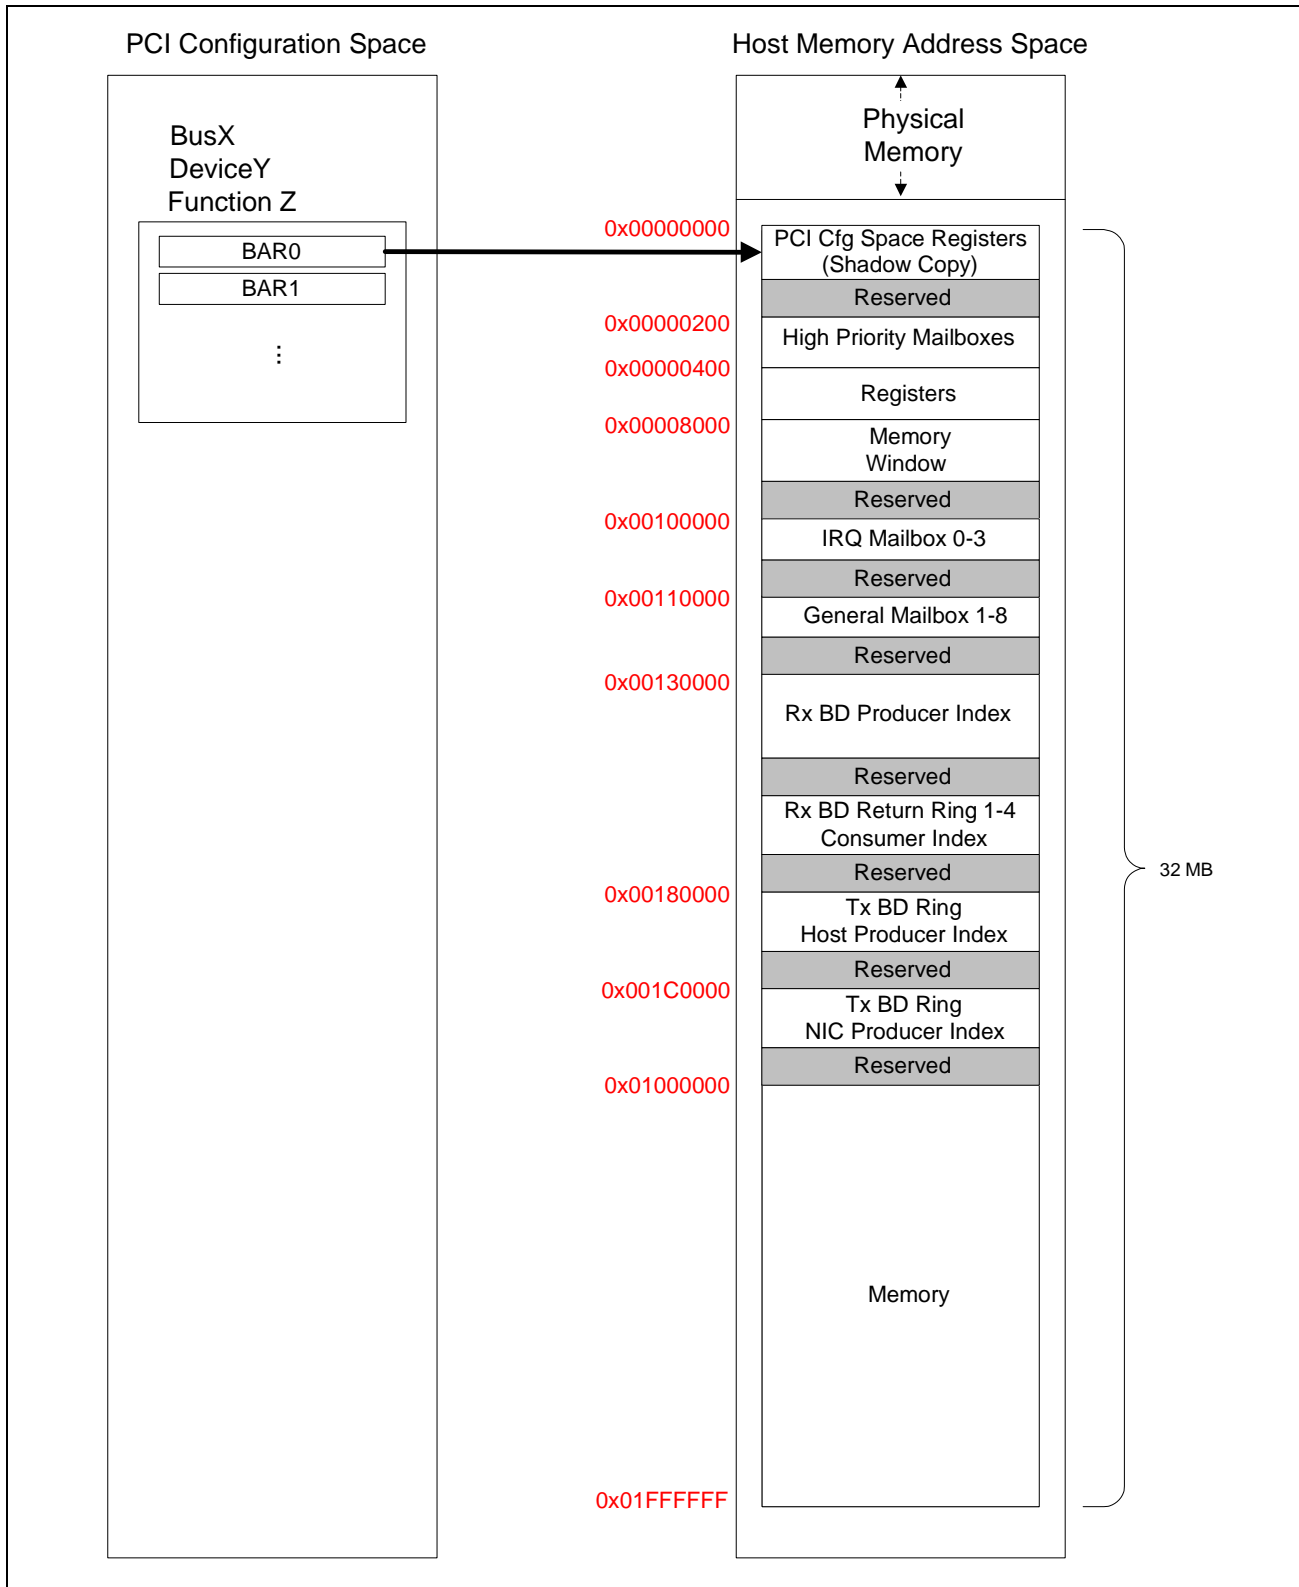 PCI Configuration Space
Host Memory Address Space
BusX
DeviceY
Function Z
BAR0
BAR1
⋮
Physical
Memory
0x00000000
PCI Cfg Space Registers
(Shadow Copy)
Reserved
0x00000200
High Priority Mailboxes
0x00000400
Registers
0x00008000
Memory
Window
Reserved
0x00100000
IRQ Mailbox 0-3
Reserved
0x00110000
General Mailbox 1-8
Reserved
0x00130000
Rx BD Producer Index
Reserved
Rx BD Return Ring 1-4
Consumer Index
Reserved
0x00180000
Tx BD Ring
Host Producer Index
Reserved
0x001C0000
Tx BD Ring
NIC Producer Index
Reserved
0x01000000
Memory
0x01FFFFFF
32 MB